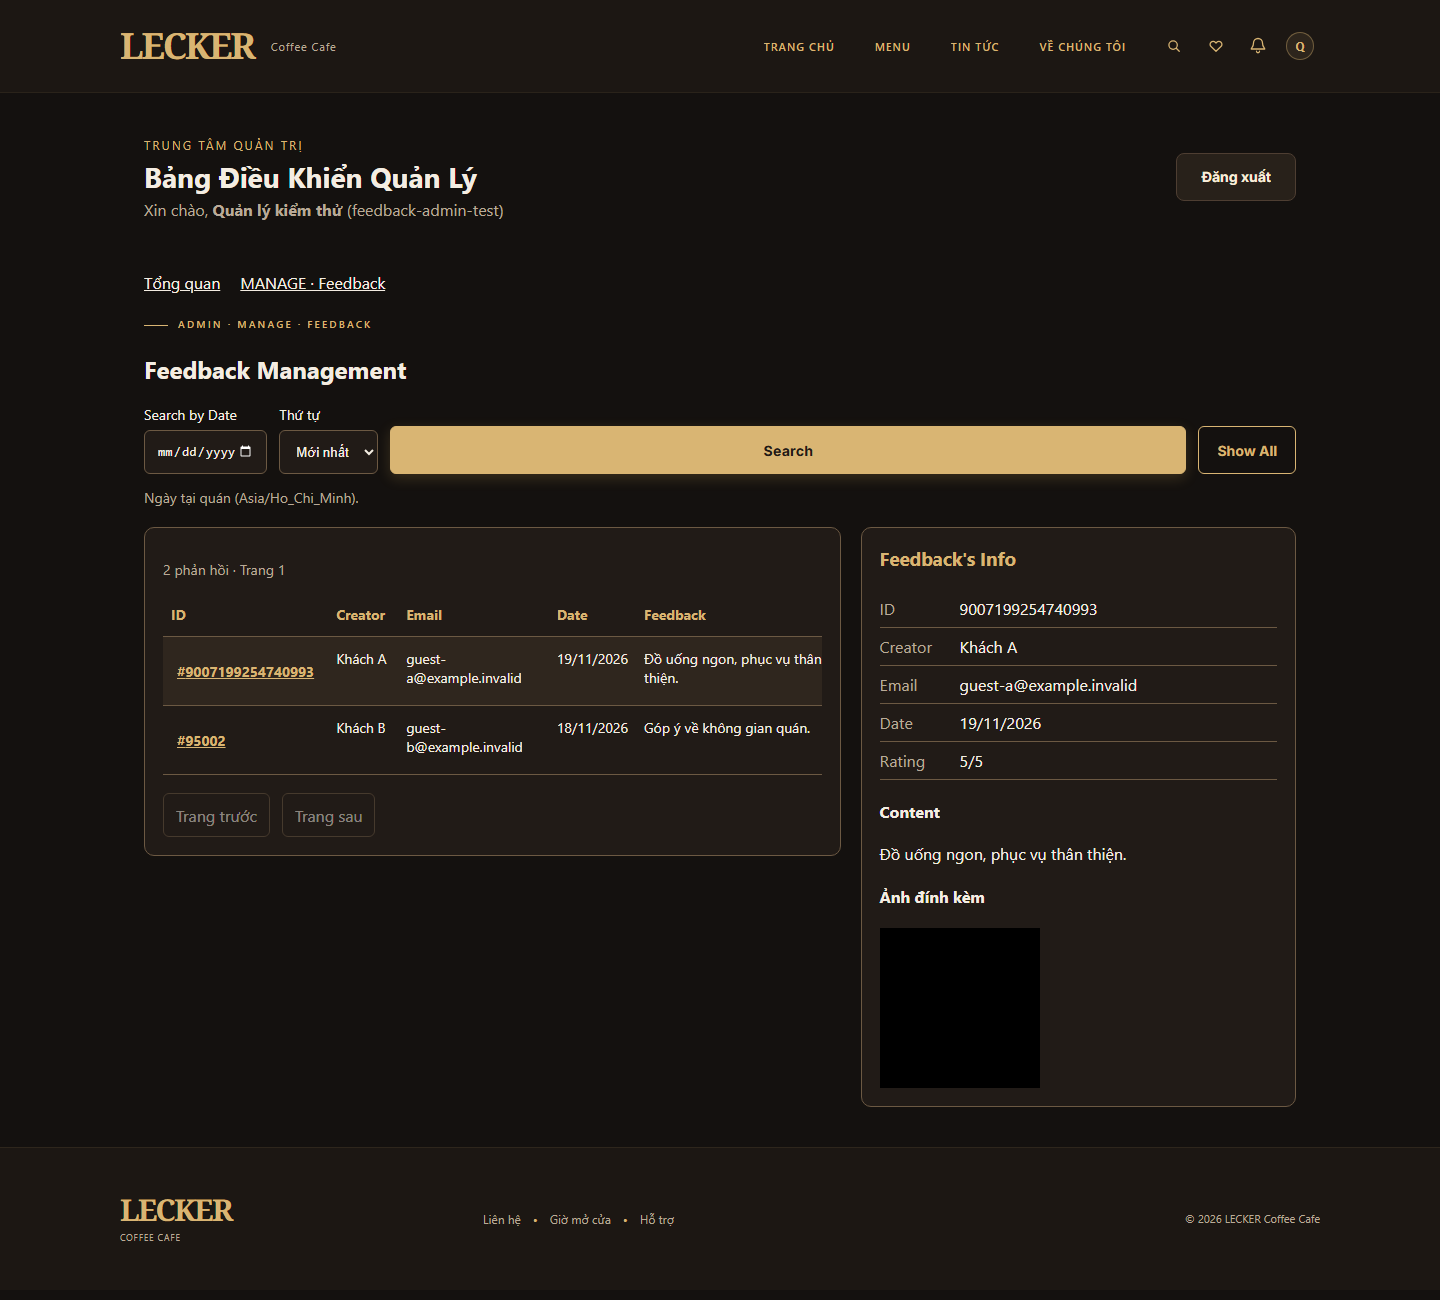 LECKER Coffee Cafe
TRANG CHỦ MENU TIN TỨC VỀ CHÚNG TÔI Q
TRUNG TÂM QUẢN TRỊ
Bảng Điều Khiển Quản Lý
Xin chào, Quản lý kiểm thử (feedback-admin-test)
Đăng xuất
Tổng quan MANAGE · Feedback
ADMIN · MANAGE · FEEDBACK
Feedback Management
Search by Date Thứ tự
mm/dd/yyyy Mới nhất Search Show All
Ngày tại quán (Asia/Ho_Chi_Minh).
2 phản hồi · Trang 1
ID Creator Email Date Feedback
#9007199254740993 Khách A guest-a@example.invalid 19/11/2026 Đồ uống ngon, phục vụ thân thiện.
#95002 Khách B guest-b@example.invalid 18/11/2026 Góp ý về không gian quán.
Trang trước Trang sau
Feedback's Info
ID 9007199254740993
Creator Khách A
Email guest-a@example.invalid
Date 19/11/2026
Rating 5/5
Content
Đồ uống ngon, phục vụ thân thiện.
Ảnh đính kèm
LECKER
COFFEE CAFE
Liên hệ • Giờ mở cửa • Hỗ trợ
© 2026 LECKER Coffee Cafe